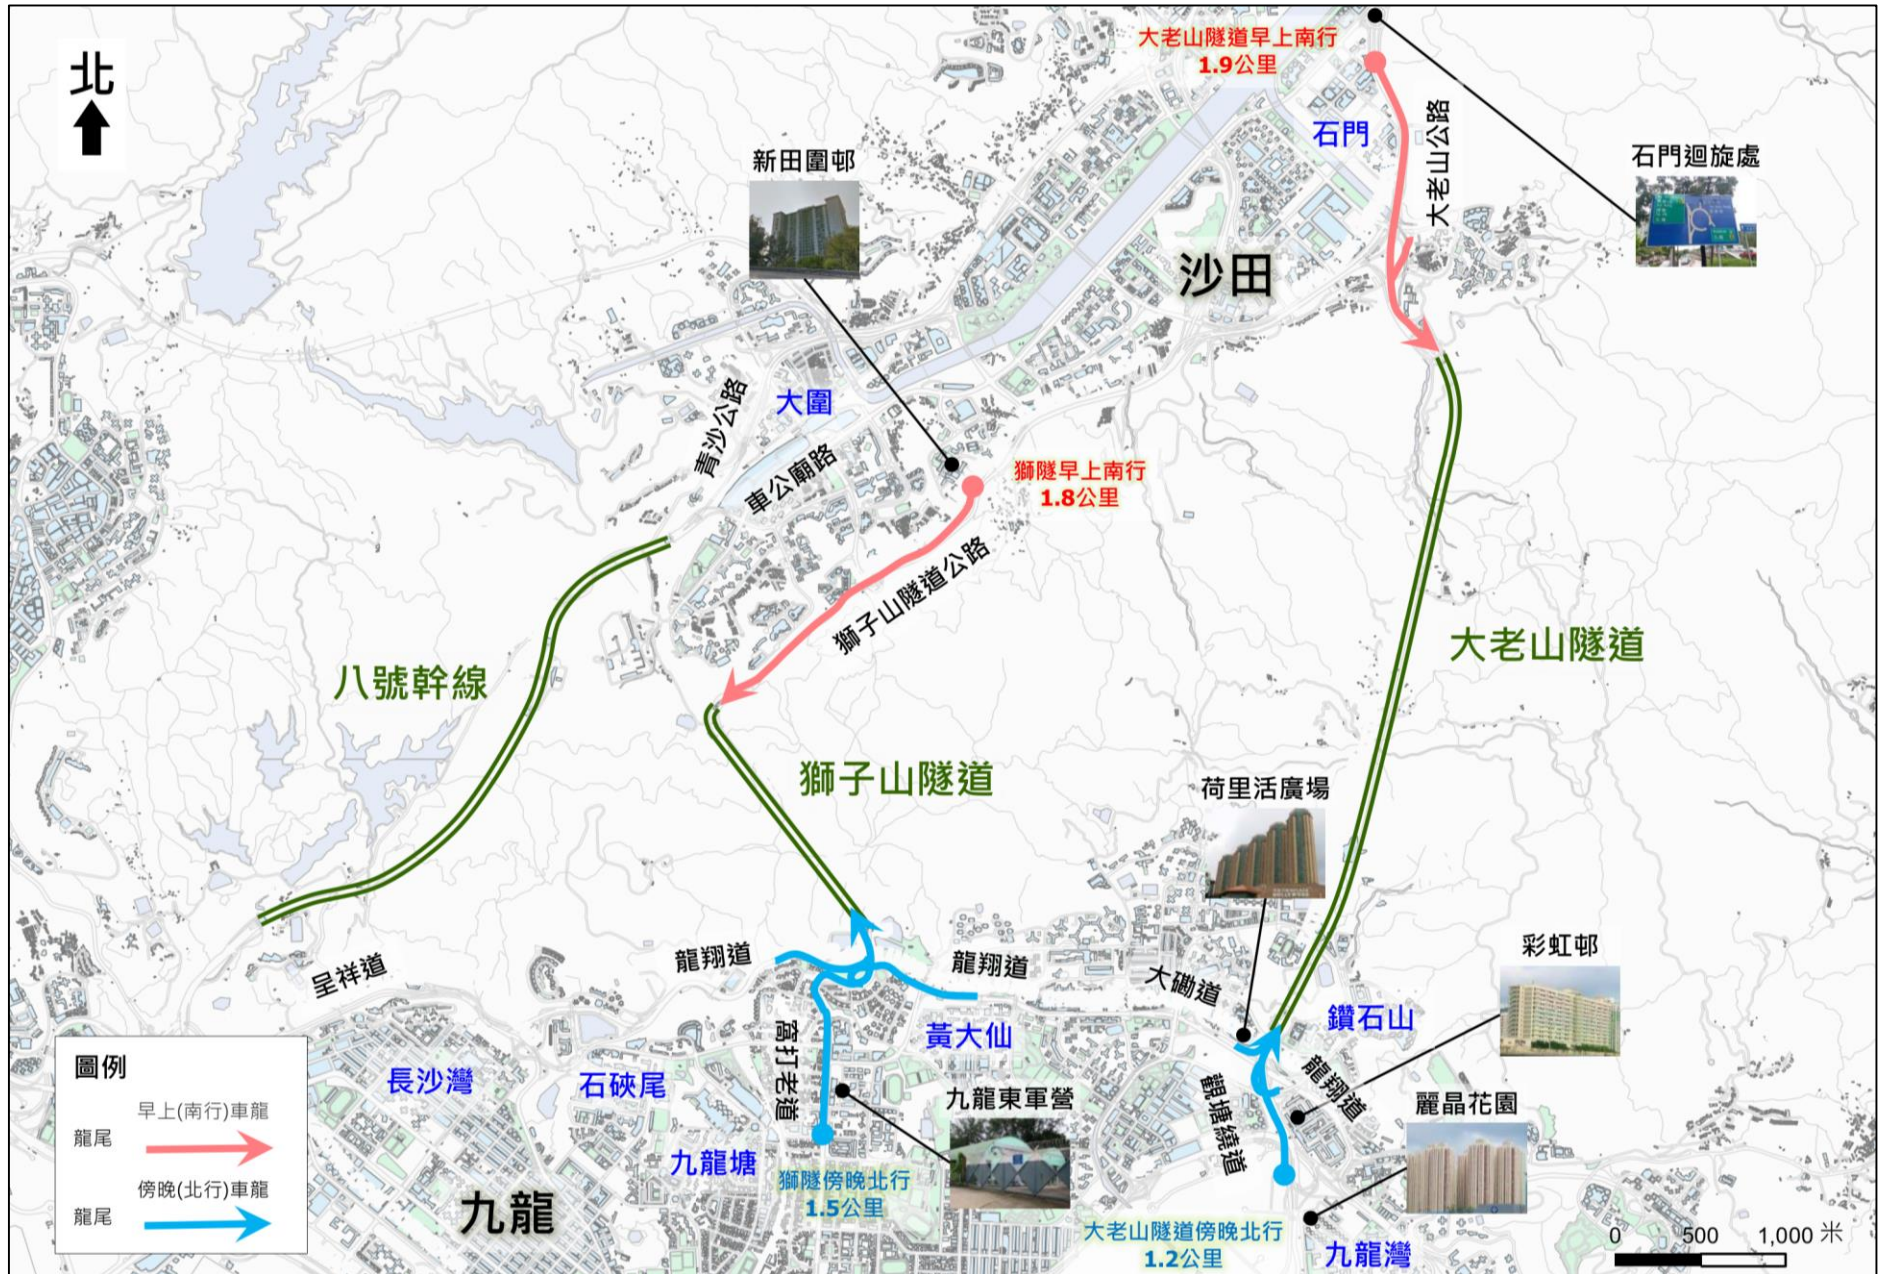 北
大老山隧道早上南行
1.9公里
石門
大老山公路
新田圍邨
石門迴旋處
沙田
青沙公路
大圍
車公廟路
獅隧早上南行
1.8公里
獅子山隧道公路
八號幹線
大老山隧道
獅子山隧道
荷里活廣場
彩虹邨
呈祥道
龍翔道
龍翔道
大磡道
鑽石山
黃大仙
窩打老道
龍翔道
觀塘繞道
長沙灣
石硤尾
九龍東軍營
麗晶花園
九龍塘
獅隧傍晚北行
1.5公里
九龍
大老山隧道傍晚北行
1.2公里
九龍灣
圖例
早上(南行)車龍
龍尾
傍晚(北行)車龍
龍尾
0 500 1,000 米